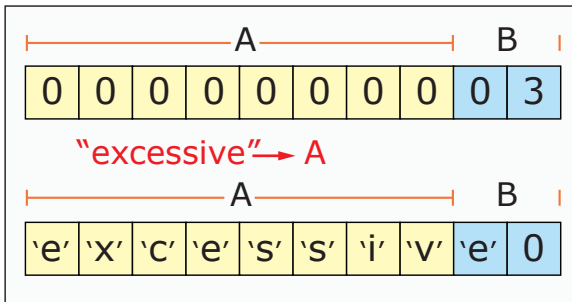 A B
0 0 0 0 0 0 0 0 0 3
“excessive” → A
A B
‘e’ ‘x’ ‘c’ ‘e’ ‘s’ ‘s’ ‘i’ ‘v’ ‘e’ 0